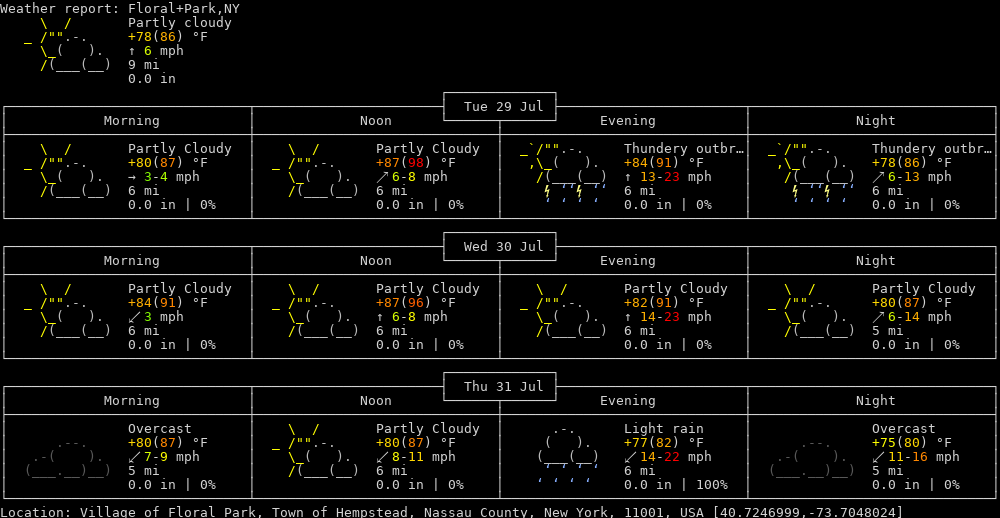 Weather report: Floral+Park,NY
Partly cloudy
+78(86) °F
↑ 6 mph
9 mi
0.0 in
Tue 29 Jul
Morning Noon Evening Night
Partly Cloudy Partly Cloudy Thundery outbr… Thundery outbr…
+80(87) °F +87(98) °F +84(91) °F +78(86) °F
→ 3-4 mph ↗ 6-8 mph ↑ 13-23 mph ↗ 6-13 mph
6 mi 6 mi 6 mi 6 mi
0.0 in | 0% 0.0 in | 0% 0.0 in | 0% 0.0 in | 0%
Wed 30 Jul
Morning Noon Evening Night
Partly Cloudy Partly Cloudy Partly Cloudy Partly Cloudy
+84(91) °F +87(96) °F +82(91) °F +80(87) °F
↙ 3 mph ↑ 6-8 mph ↑ 14-23 mph ↗ 6-14 mph
6 mi 6 mi 6 mi 5 mi
0.0 in | 0% 0.0 in | 0% 0.0 in | 0% 0.0 in | 0%
Thu 31 Jul
Morning Noon Evening Night
Overcast Partly Cloudy Light rain Overcast
+80(87) °F +80(87) °F +77(82) °F +75(80) °F
↙ 7-9 mph ↙ 8-11 mph ↙ 14-22 mph ↙ 11-16 mph
5 mi 6 mi 6 mi 5 mi
0.0 in | 0% 0.0 in | 0% 0.0 in | 100% 0.0 in | 0%
Location: Village of Floral Park, Town of Hempstead, Nassau County, New York, 11001, USA [40.7246999,-73.7048024]